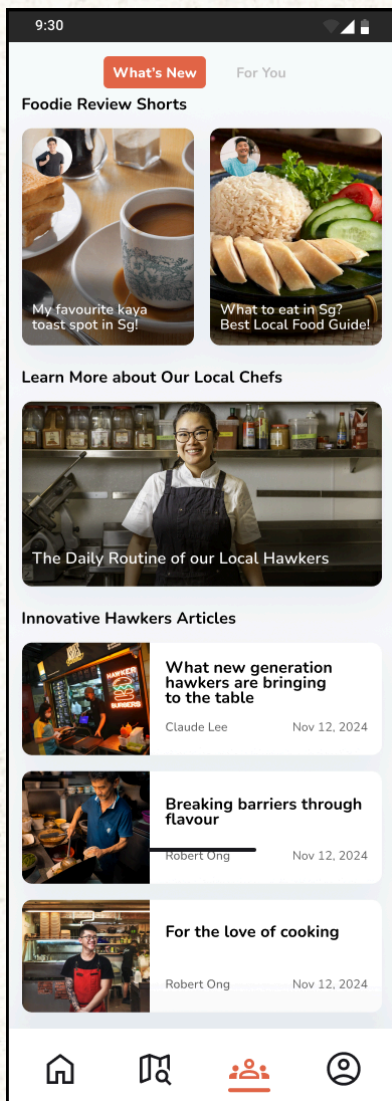 9:30
What's New
For You
Foodie Review Shorts
My favourite kaya
toast spot in Sg!
What to eat in Sg?
Best Local Food Guide!
Learn More about Our Local Chefs
The Daily Routine of our Local Hawkers
Innovative Hawkers Articles
HAWKER
BURGERS
What new generation
hawkers are bringing
to the table
Claude Lee
Nov 12, 2024
Breaking barriers through
flavour
Robert Ong
Nov 12, 2024
For the love of cooking
Robert Ong
Nov 12, 2024